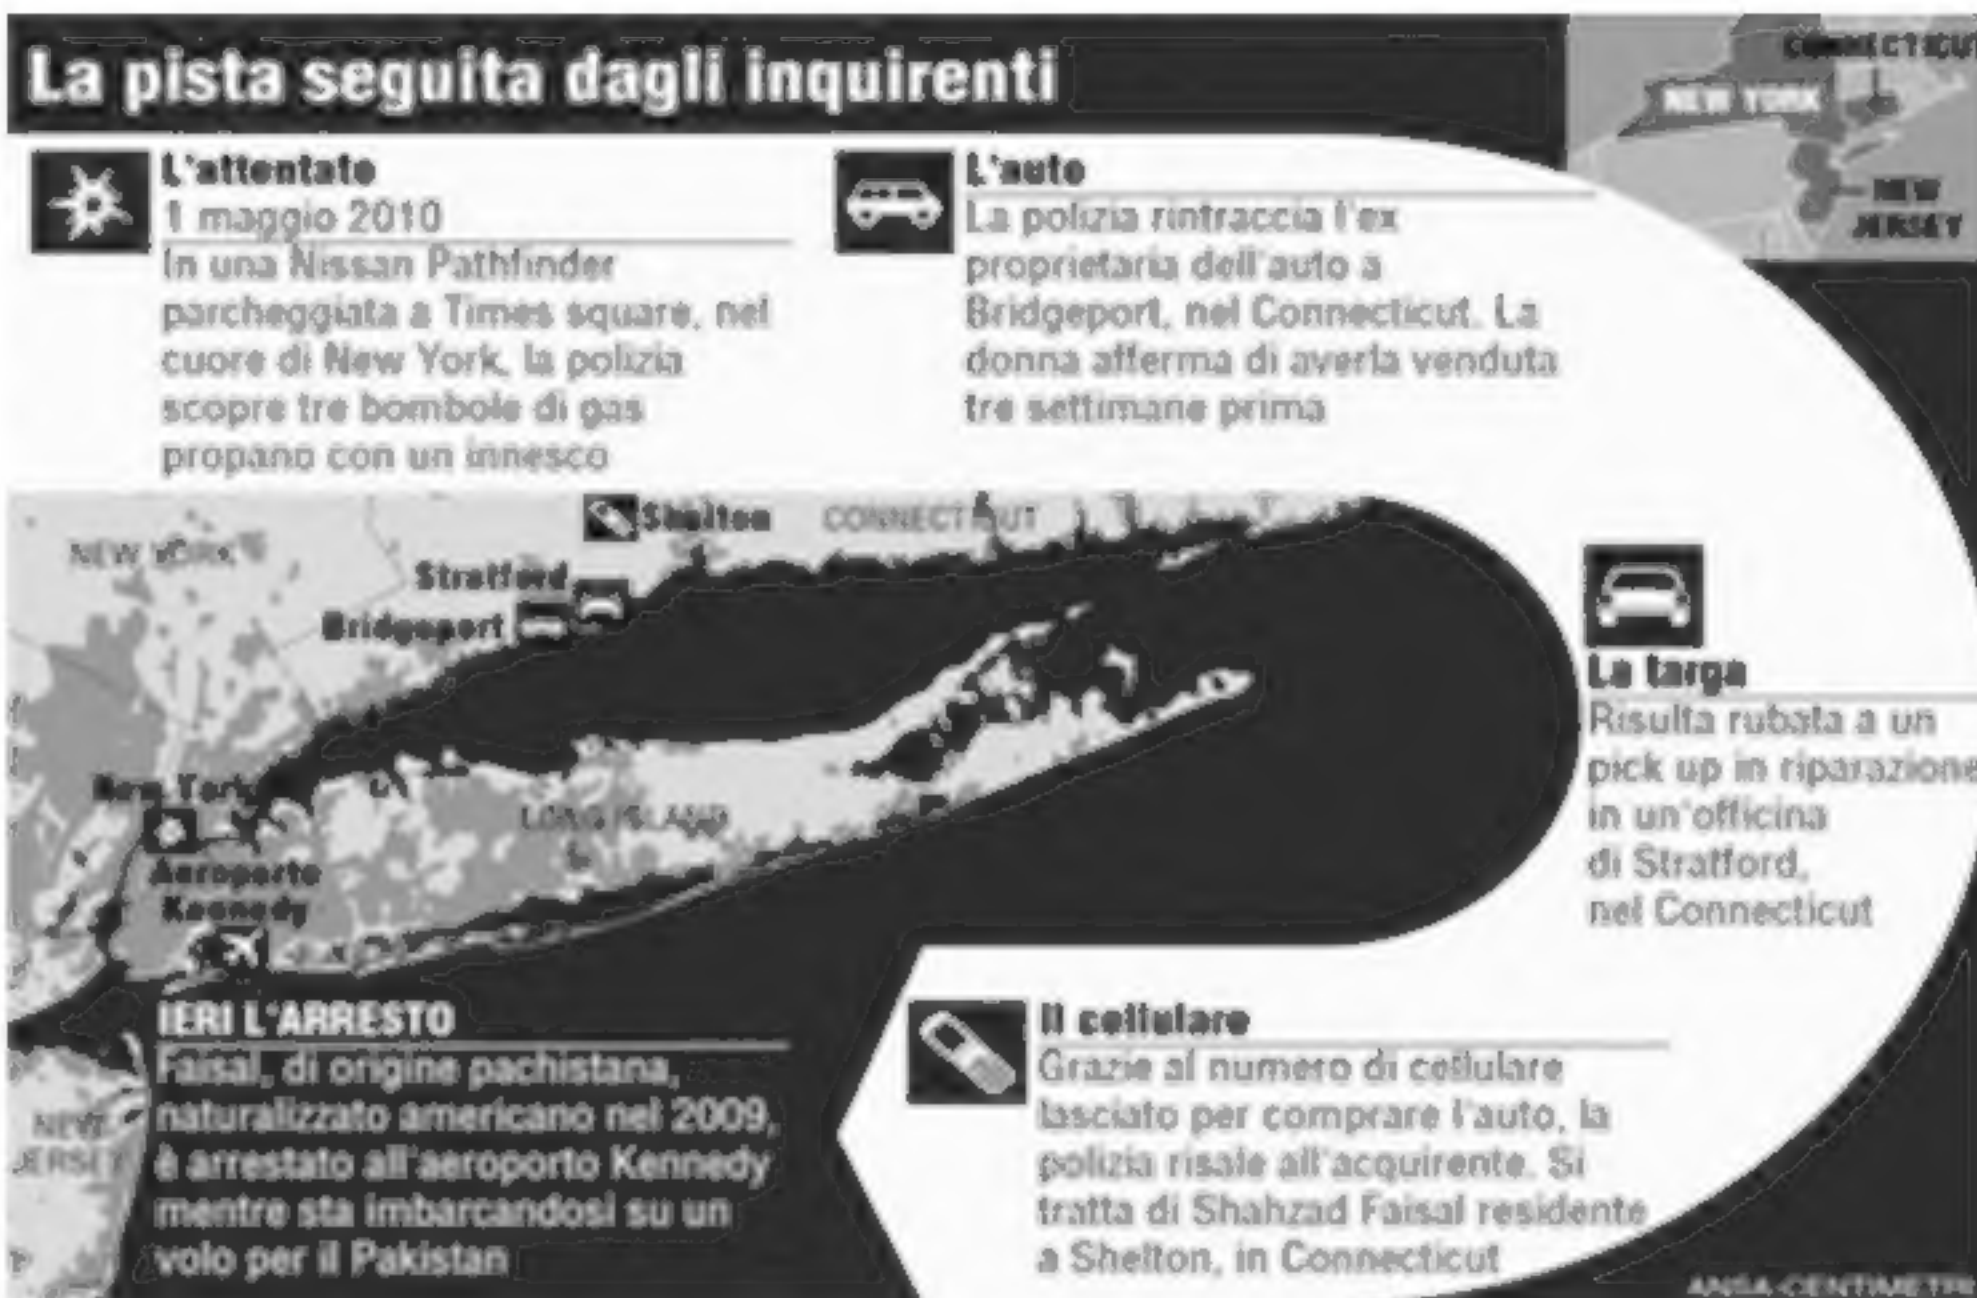 La pista seguita dagli inquirenti
CONNECTICUT
NEW YORK
NEW
JERSEY
L'attentato
1 maggio 2010
In una Nissan Pathfinder
parcheggiata a Times square, nel
cuore di New York, la polizia
scopre tre bombole di gas
propano con un innesco
L'auto
La polizia rintraccia l'ex
proprietaria dell'auto a
Bridgeport, nel Connecticut. La
donna afferma di averla venduta
tre settimane prima
La targa
Risulta rubata a un
pick up in riparazione
in un'officina
di Stratford,
nel Connecticut
Il cellulare
Grazie al numero di cellulare
lasciato per comprare l'auto, la
polizia risale all'acquirente. Si
tratta di Shahzad Faisal residente
a Shelton, in Connecticut
IERI L'ARRESTO
Faisal, di origine pachistana,
naturalizzato americano nel 2009,
è arrestato all'aeroporto Kennedy
mentre sta imbarcandosi su un
volo per il Pakistan
Shelton
CONNECTICUT
NEW YORK
Stratford
Bridgeport
New York
LONG ISLAND
Aeroporto
Kennedy
NEW
JERSEY
ANSA-CENTIMETRI